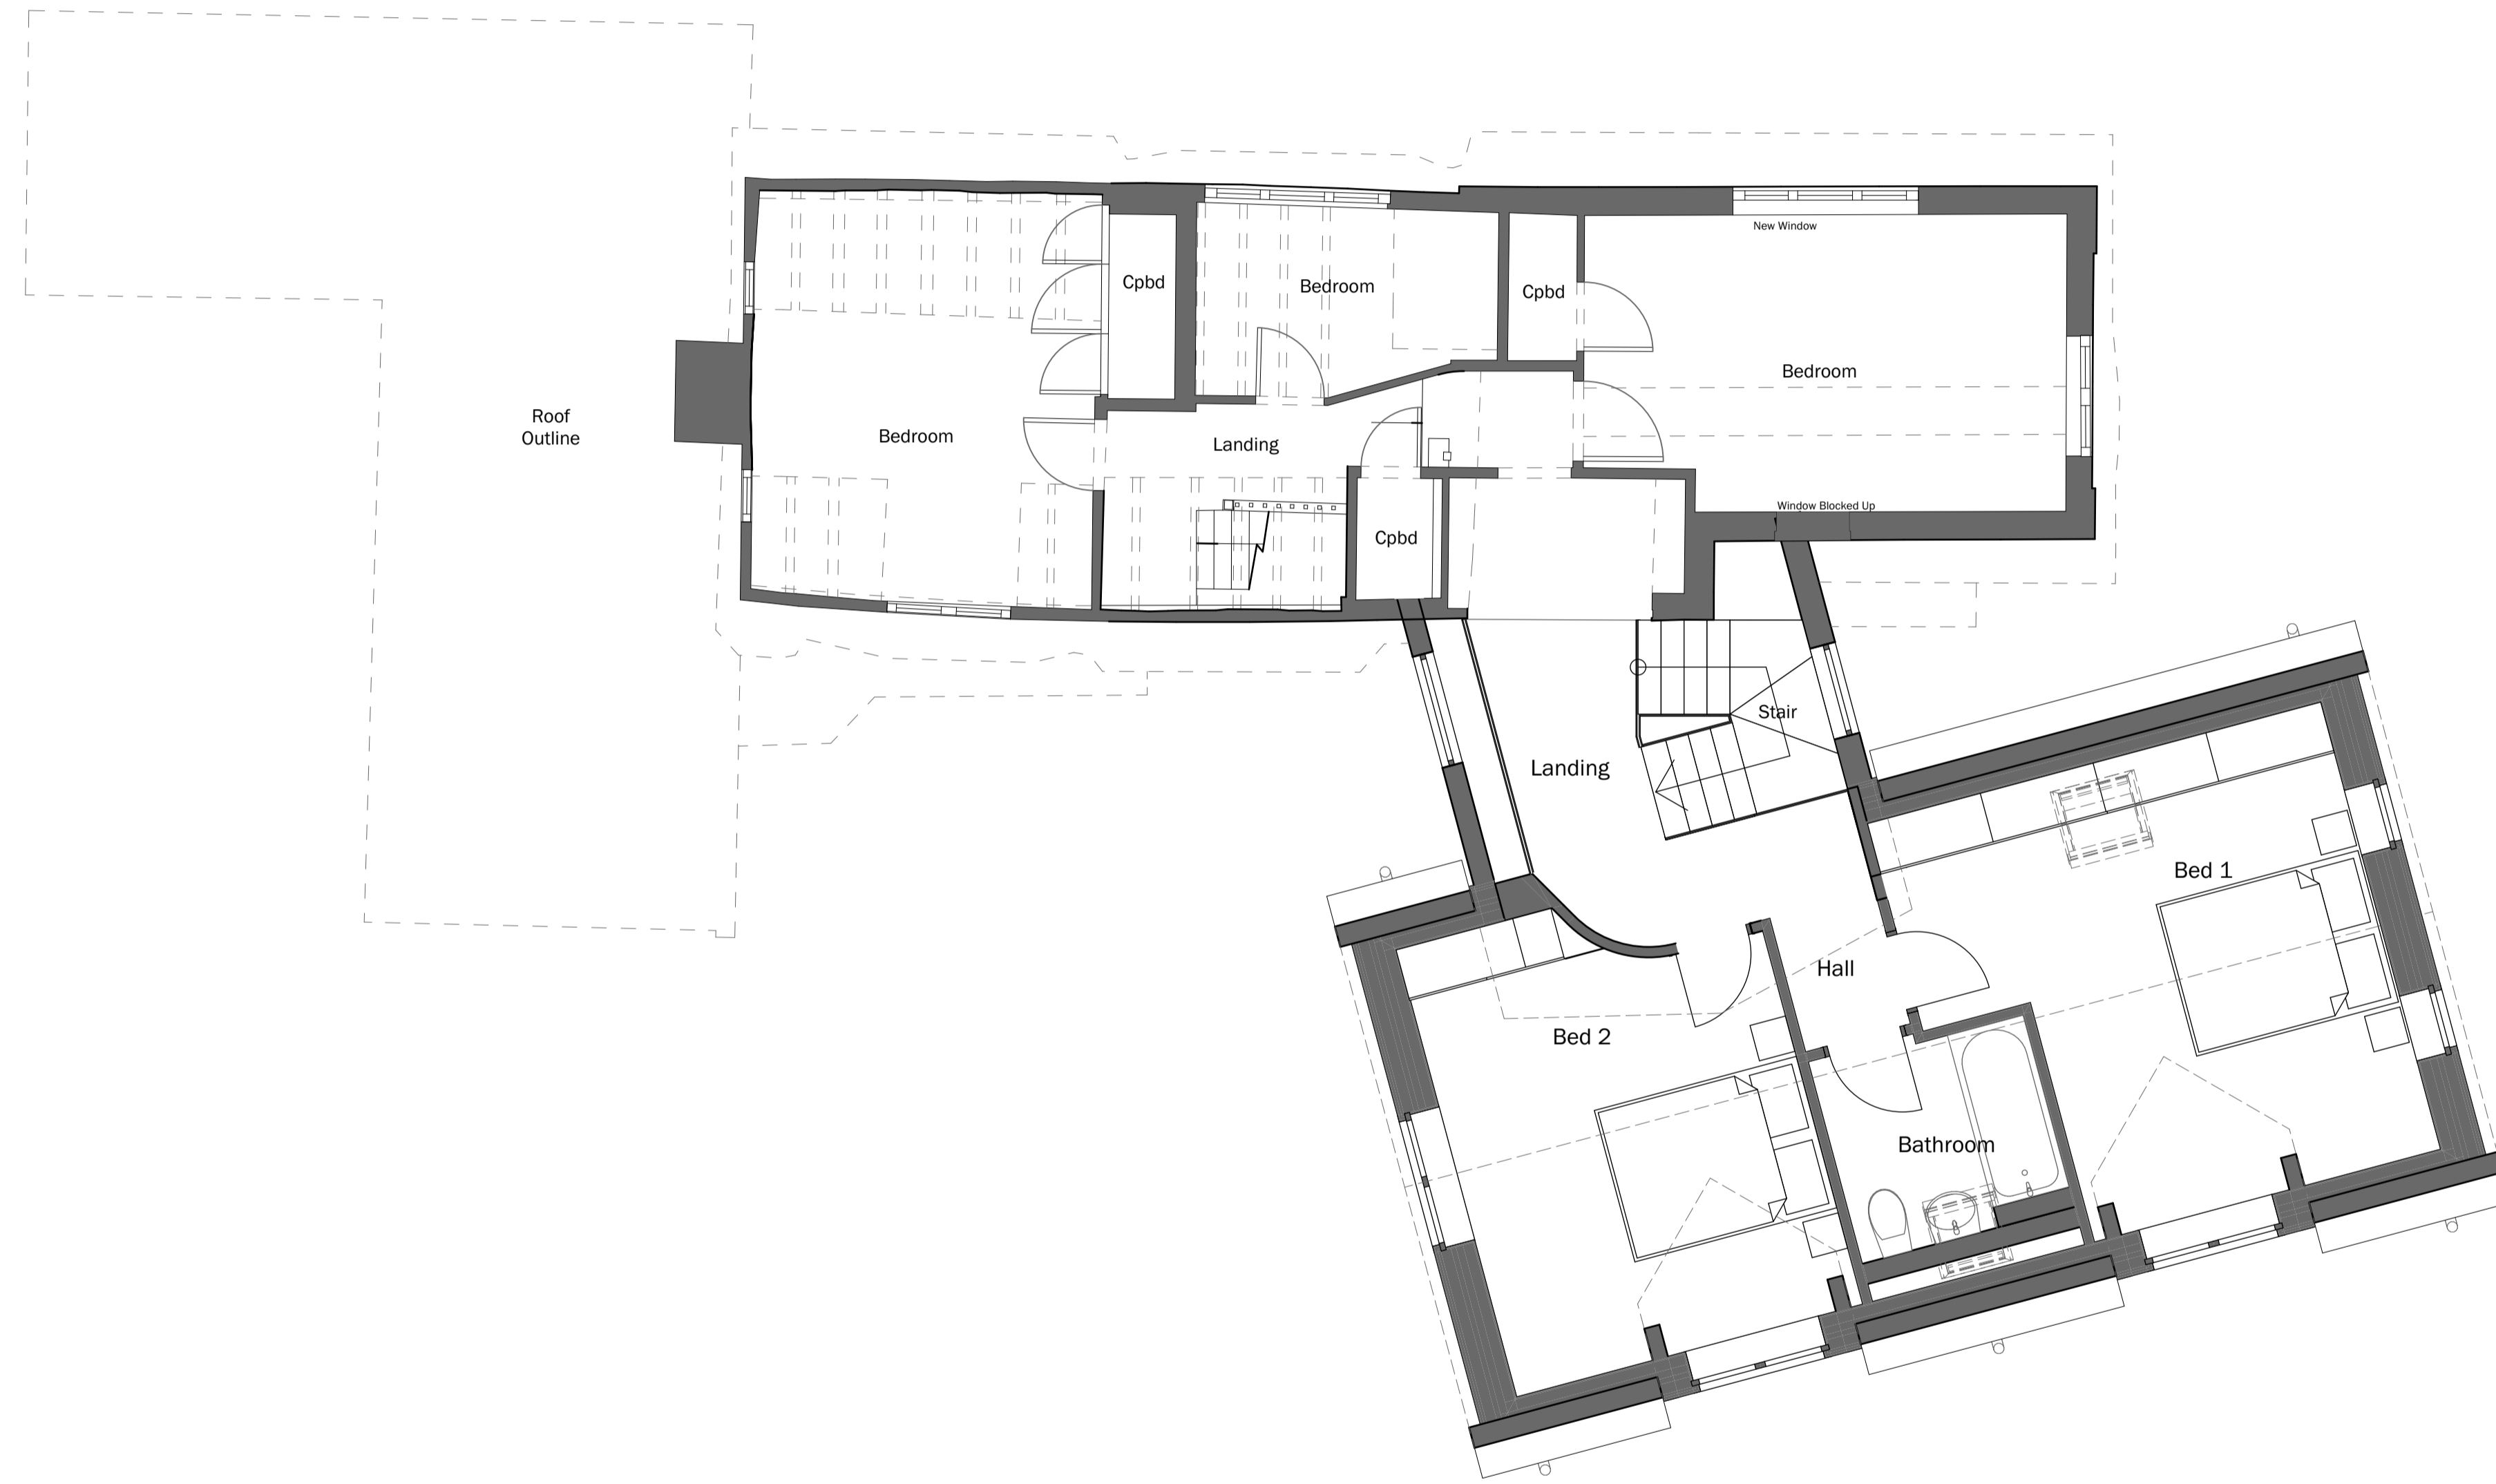 New Window
Cpbd
Bedroom
Cpbd
Bedroom
Roof
Outline
Bedroom
Landing
Window Blocked Up
Cpbd
Stair
Landing
Bed 1
Hall
Bed 2
Bathroom